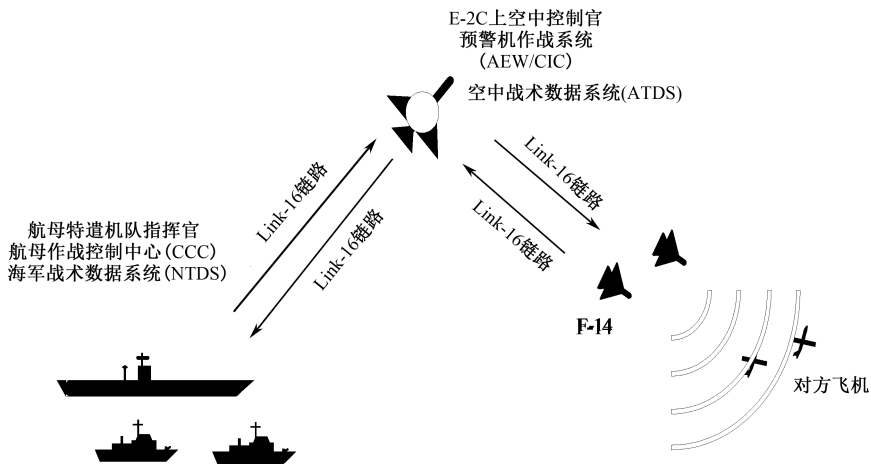 E-2C上空中控制官
预警机作战系统
(AEW/CIC)
空中战术数据系统(ATDS)
Link-16链路
Link-16链路
Link-16链路
Link-16链路
航母特遣机队指挥官
航母作战控制中心(CCC)
海军战术数据系统(NTDS)
F-14
对方飞机